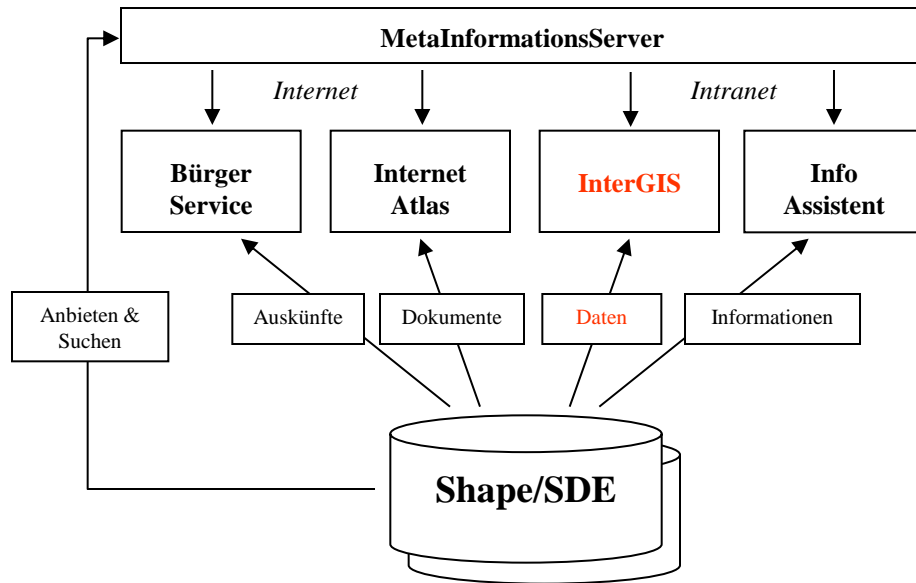 MetaInformationsServer
Internet
Intranet
Bürger
Service
Internet
Atlas
InterGIS
Info
Assistent
Anbieten &
Suchen
Auskünfte
Dokumente
Daten
Informationen
Shape/SDE